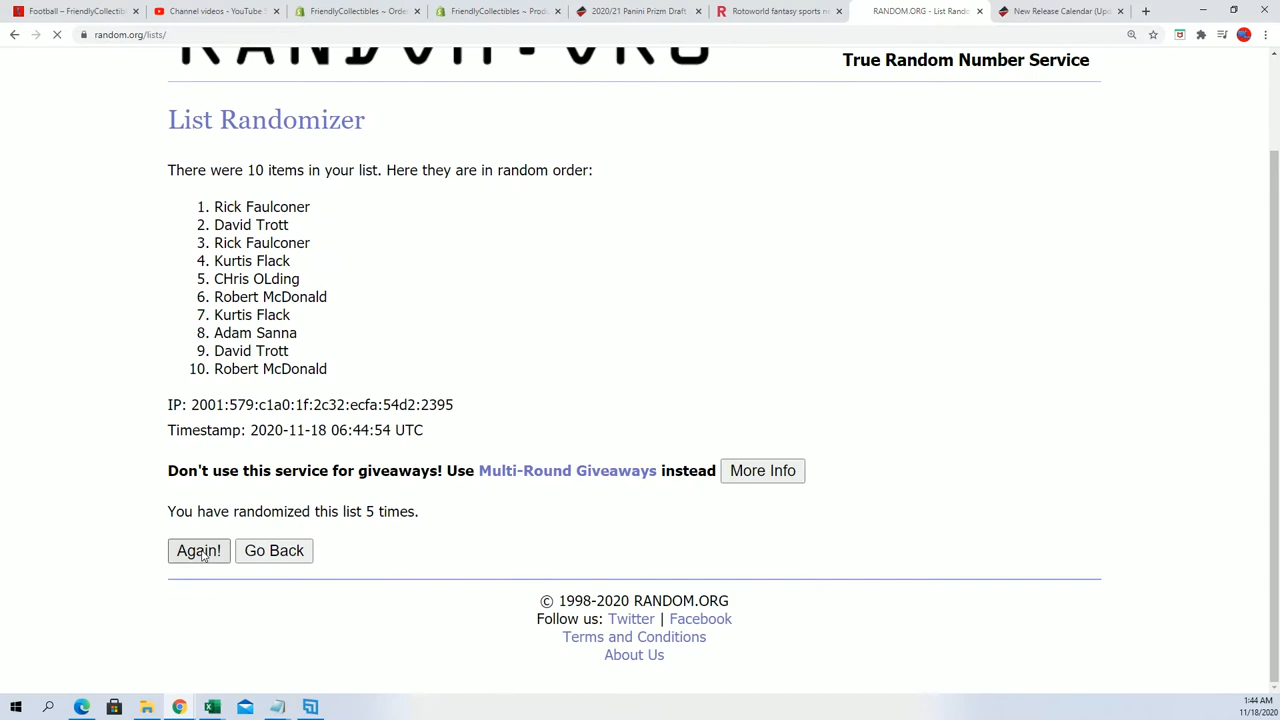 Football – FriendlyCollectib
Channel videos - YouTube S
FriendlyCollectibles ~ Orde
FriendlyCollectibles ~ Prod
2020/21 Panini Prizm Draft
Rotoworld fantasy sports n
RANDOM.ORG - List Rand
New Release Calendar (Up
random.org/lists/
RANDOM.ORG
True Random Number Service
List Randomizer
There were 10 items in your list. Here they are in random order:
1. Rick Faulconer
2. David Trott
3. Rick Faulconer
4. Kurtis Flack
5. CHris OLding
6. Robert McDonald
7. Kurtis Flack
8. Adam Sanna
9. David Trott
10. Robert McDonald
IP: 2001:579:c1a0:1f:2c32:ecfa:54d2:2395
Timestamp: 2020-11-18 06:44:54 UTC
Don't use this service for giveaways! Use Multi-Round Giveaways instead More Info
You have randomized this list 5 times.
Again! Go Back
© 1998-2020 RANDOM.ORG
Follow us: Twitter | Facebook
Terms and Conditions
About Us
1:44 AM
11/18/2020